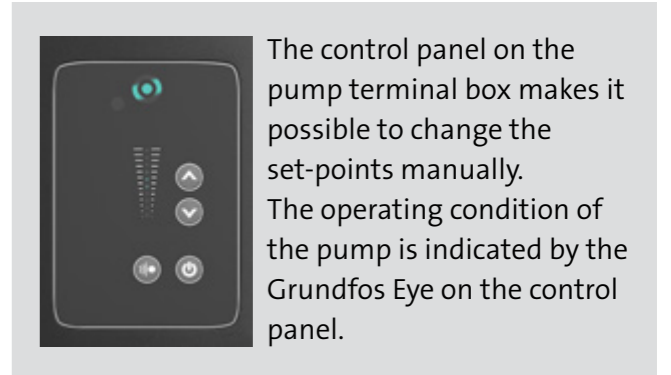 The control panel on the
pump terminal box makes it
possible to change the
set-points manually.
The operating condition of
the pump is indicated by the
Grundfos Eye on the control
panel.